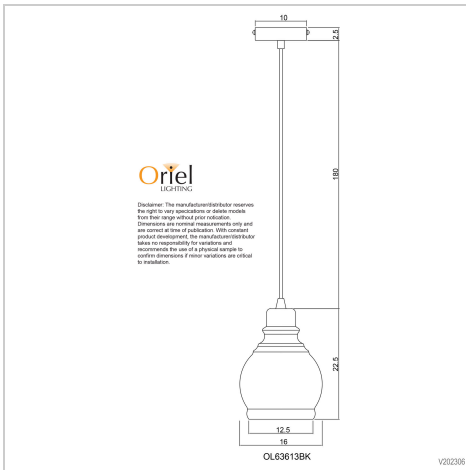 10
2.5
180
Oriel
LIGHTING
Disclaimer: The manufacturer/distributor reserves
the right to vary specications or delete models
from their range without prior notication.
Dimensions are nominal measurements only and
are correct at time of publication. With constant
product development, the manufacturer/distributor
takes no responsibility for variations and
recommends the use of a physical sample to
confirm dimensions if minor variations are critical
to installation.
22.5
12.5
16
OL63613BK
V202306